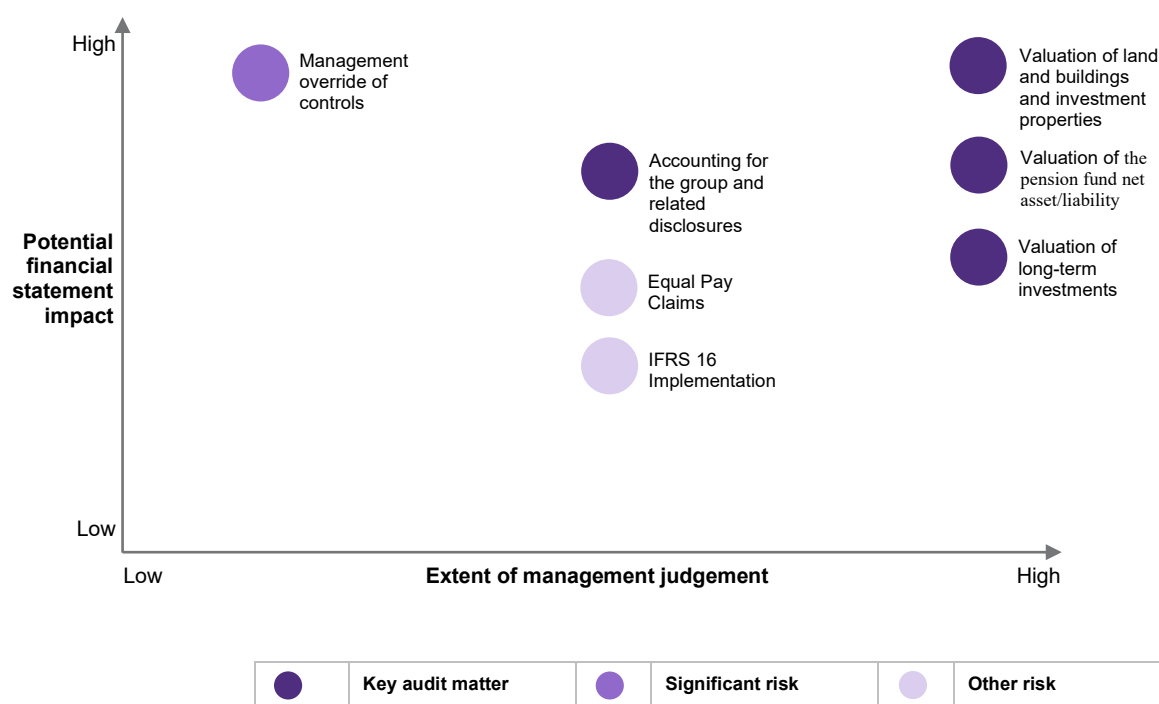 High
Management
override of
controls
Valuation of land
and buildings
and investment
properties
Accounting for
the group and
related
disclosures
Valuation of the
pension fund net
asset/liability
Potential
financial
statement
impact
Valuation of
long-term
investments
Equal Pay
Claims
IFRS 16
Implementation
Low
Low
Extent of management judgement
High
Key audit matter
Significant risk
Other risk